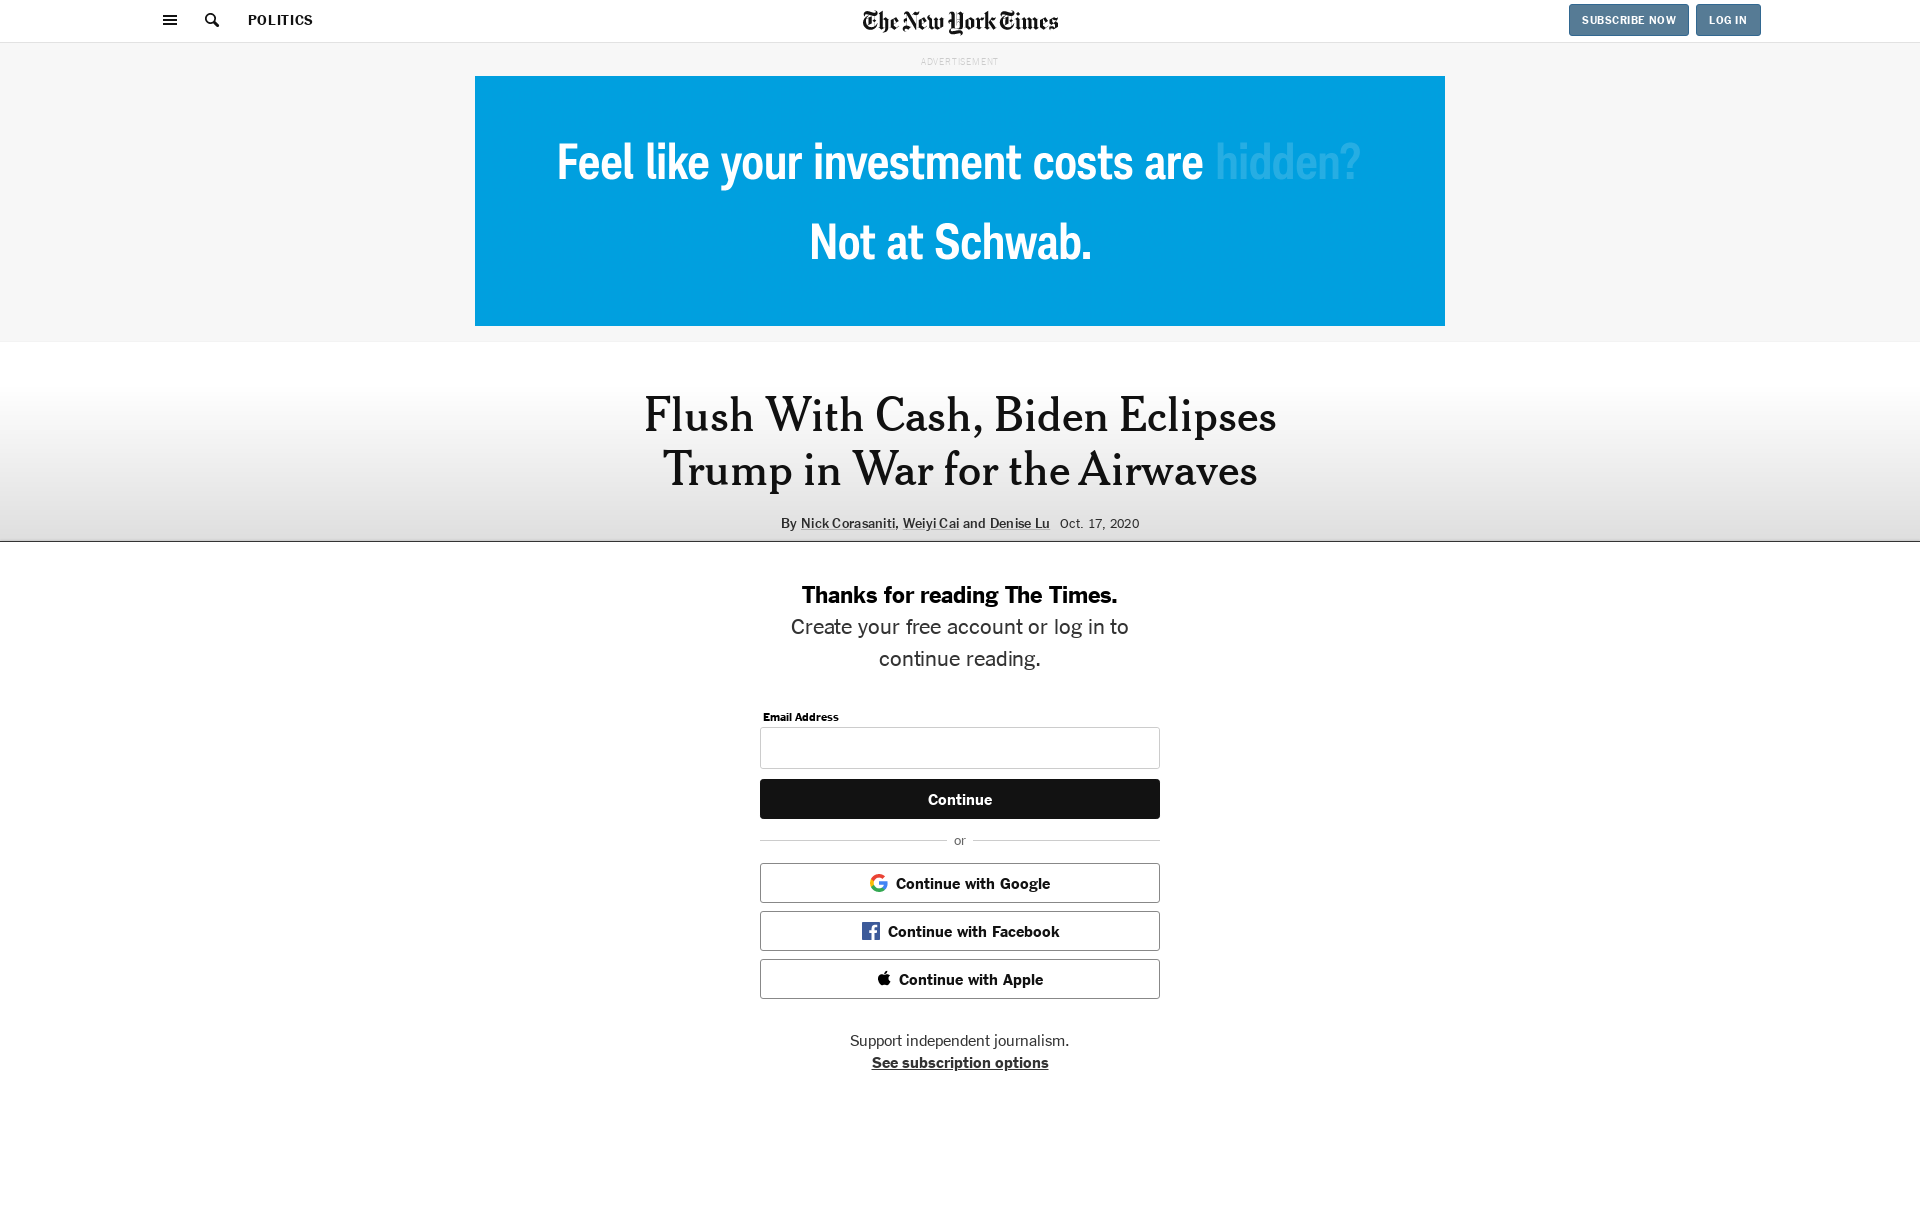 POLITICS
The New York Times
SUBSCRIBE NOW
LOG IN
ADVERTISEMENT
Feel like your investment costs are hidden?
Not at Schwab.
Flush With Cash, Biden Eclipses
Trump in War for the Airwaves
By Nick Corasaniti, Weiyi Cai and Denise Lu Oct. 17, 2020
Thanks for reading The Times.
Create your free account or log in to
continue reading.
Email Address
Continue
or
Continue with Google
Continue with Facebook
Continue with Apple
Support independent journalism.
See subscription options